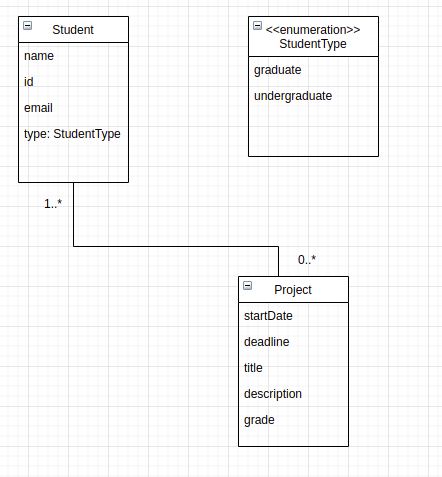 Student
name
id
email
type: StudentType
<<enumeration>>
StudentType
graduate
undergraduate
1..*
0..*
Project
startDate
deadline
title
description
grade